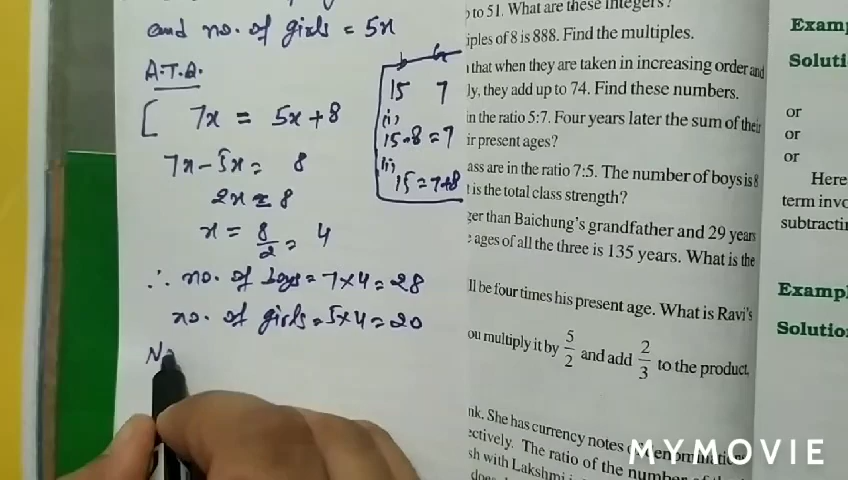 and no. of girls = 5x
A.T.Q.
[ 7x = 5x + 8
7x - 5x = 8
2x = 8
x = 8/2 = 4
∴ no. of boys = 7 x 4 = 28
no. of girls = 5 x 4 = 20
b G
15 7
(i)
15 - 8 = 7
(ii)
15 = 7 + 8
to 51. What are these integers?
iples of 8 is 888. Find the multiples.
that when they are taken in increasing order and
ly, they add up to 74. Find these numbers.
in the ratio 5:7. Four years later the sum of their
ir present ages?
ass are in the ratio 7:5. The number of boys is 8
t is the total class strength?
ger than Baichung's grandfather and 29 years
ages of all the three is 135 years. What is the
ll be four times his present age. What is Ravi's
ou multiply it by 5/2 and add 2/3 to the product,
nk. She has currency notes
ectively. The ratio of the number
sh with Lakshmi is
Examp
Soluti
or
or
or
Here
term invo
subtracti
Exampl
Solutio
MYMOVIE